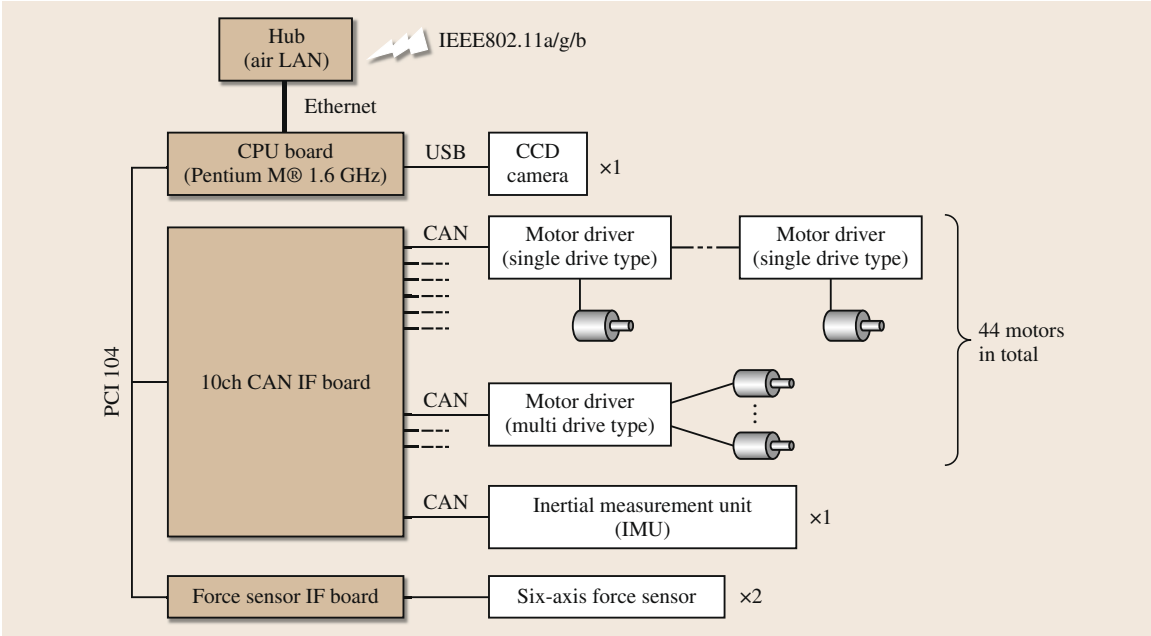 Hub
(air LAN)
IEEE802.11a/g/b
Ethernet
CPU board
(Pentium M® 1.6 GHz)
USB
CCD
camera
×1
CAN
Motor driver
(single drive type)
Motor driver
(single drive type)
44 motors
in total
PCI 104
10ch CAN IF board
CAN
Motor driver
(multi drive type)
CAN
Inertial measurement unit
(IMU)
×1
Force sensor IF board
Six-axis force sensor
×2